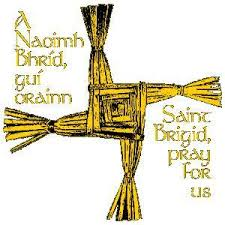 A
Naoimh
Bhríd,
guí
orainn
Saint
Brigid,
pray
for
us